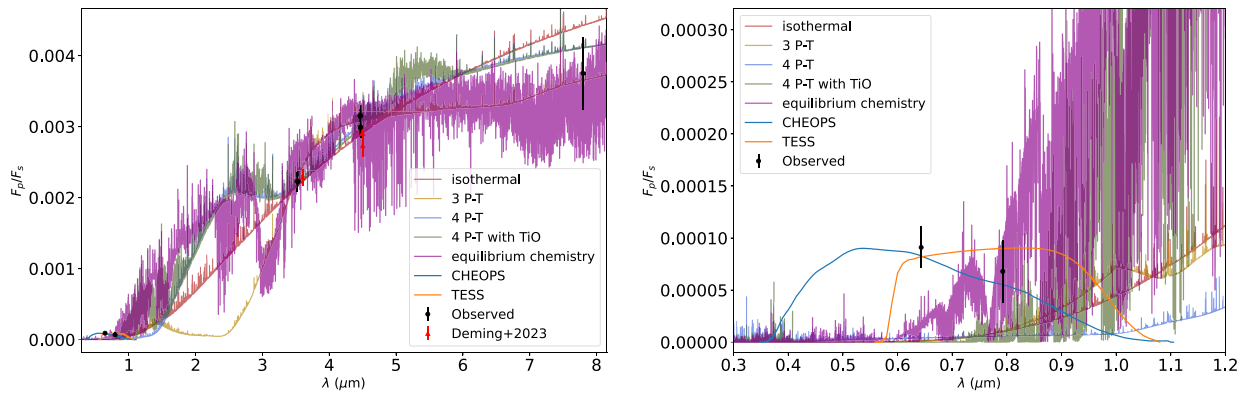 0.004
0.003
0.002
0.001
0.000
F_p/F_s
1 2 3 4 5 6 7 8
λ (μm)
isothermal
3 P-T
4 P-T
4 P-T with TiO
equilibrium chemistry
CHEOPS
TESS
Observed
Deming+2023
0.00030
0.00025
0.00020
0.00015
0.00010
0.00005
0.00000
0.3 0.4 0.5 0.6 0.7 0.8 0.9 1.0 1.1 1.2
λ (μm)
isothermal
3 P-T
4 P-T
4 P-T with TiO
equilibrium chemistry
CHEOPS
TESS
Observed